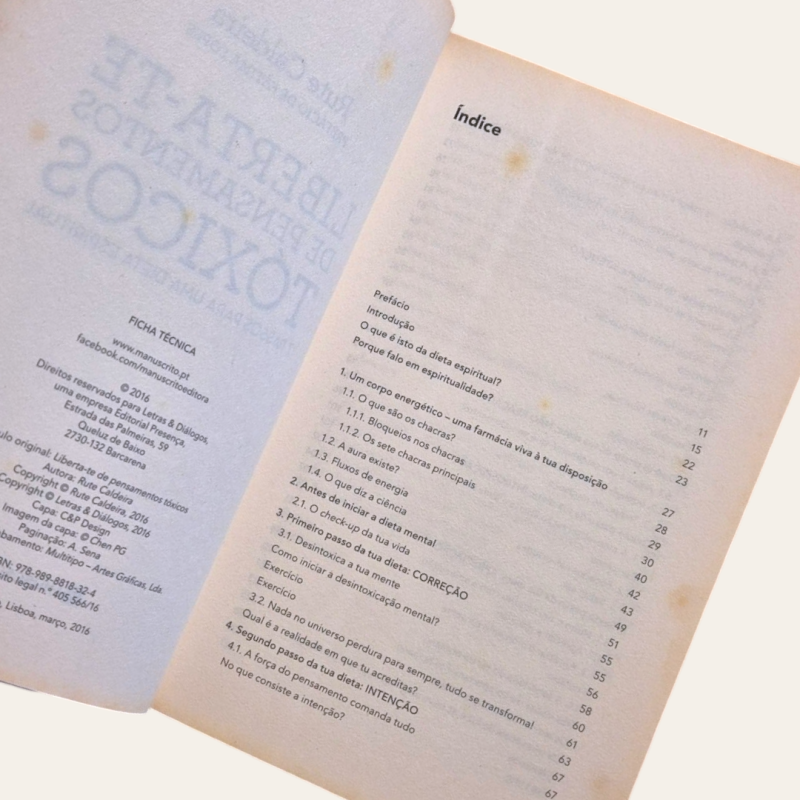 Rute Caldeira
LIBERTA-TE
DE PENSAMENTOS
TÓXICOS
PASSOS PARA UMA DIETA ESPIRITUAL
FICHA TÉCNICA
www.manuscrito.pt
facebook.com/manuscritoeditora
© 2016
Direitos reservados para Letras & Diálogos,
uma empresa Editorial Presença,
Estrada das Palmeiras, 59
Queluz de Baixo
2730-132 Barcarena
original: Liberta-te de pensamentos tóxicos
Autora: Rute Caldeira
Copyright © Rute Caldeira, 2016
Copyright © Letras & Diálogos, 2016
Capa: C&P Design
Imagem da capa: © Chen PG
Paginação: A. Sena
Multitipo – Artes Gráficas, Lda.
978-989-8818-32-4
legal n.º 405 566/16
Lisboa, março, 2016
Índice
Prefácio 11
Introdução 15
O que é isto da dieta espiritual? 22
Porque falo em espiritualidade? 23
1. Um corpo energético – uma farmácia viva à tua disposição 27
1.1. O que são os chacras? 28
1.1.1. Bloqueios nos chacras 29
1.1.2. Os sete chacras principais 30
1.2. A aura existe? 40
1.3. Fluxos de energia 42
1.4. O que diz a ciência 43
2. Antes de iniciar a dieta mental 49
2.1. O check-up da tua vida 51
3. Primeiro passo da tua dieta: CORREÇÃO 55
3.1. Desintoxica a tua mente 55
Como iniciar a desintoxicação mental? 56
Exercício 58
Exercício 60
3.2. Nada no universo perdura para sempre, tudo se transforma! 61
Qual é a realidade em que tu acreditas? 63
4. Segundo passo da tua dieta: INTENÇÃO 67
4.1. A força do pensamento comanda tudo 67
No que consiste a intenção?